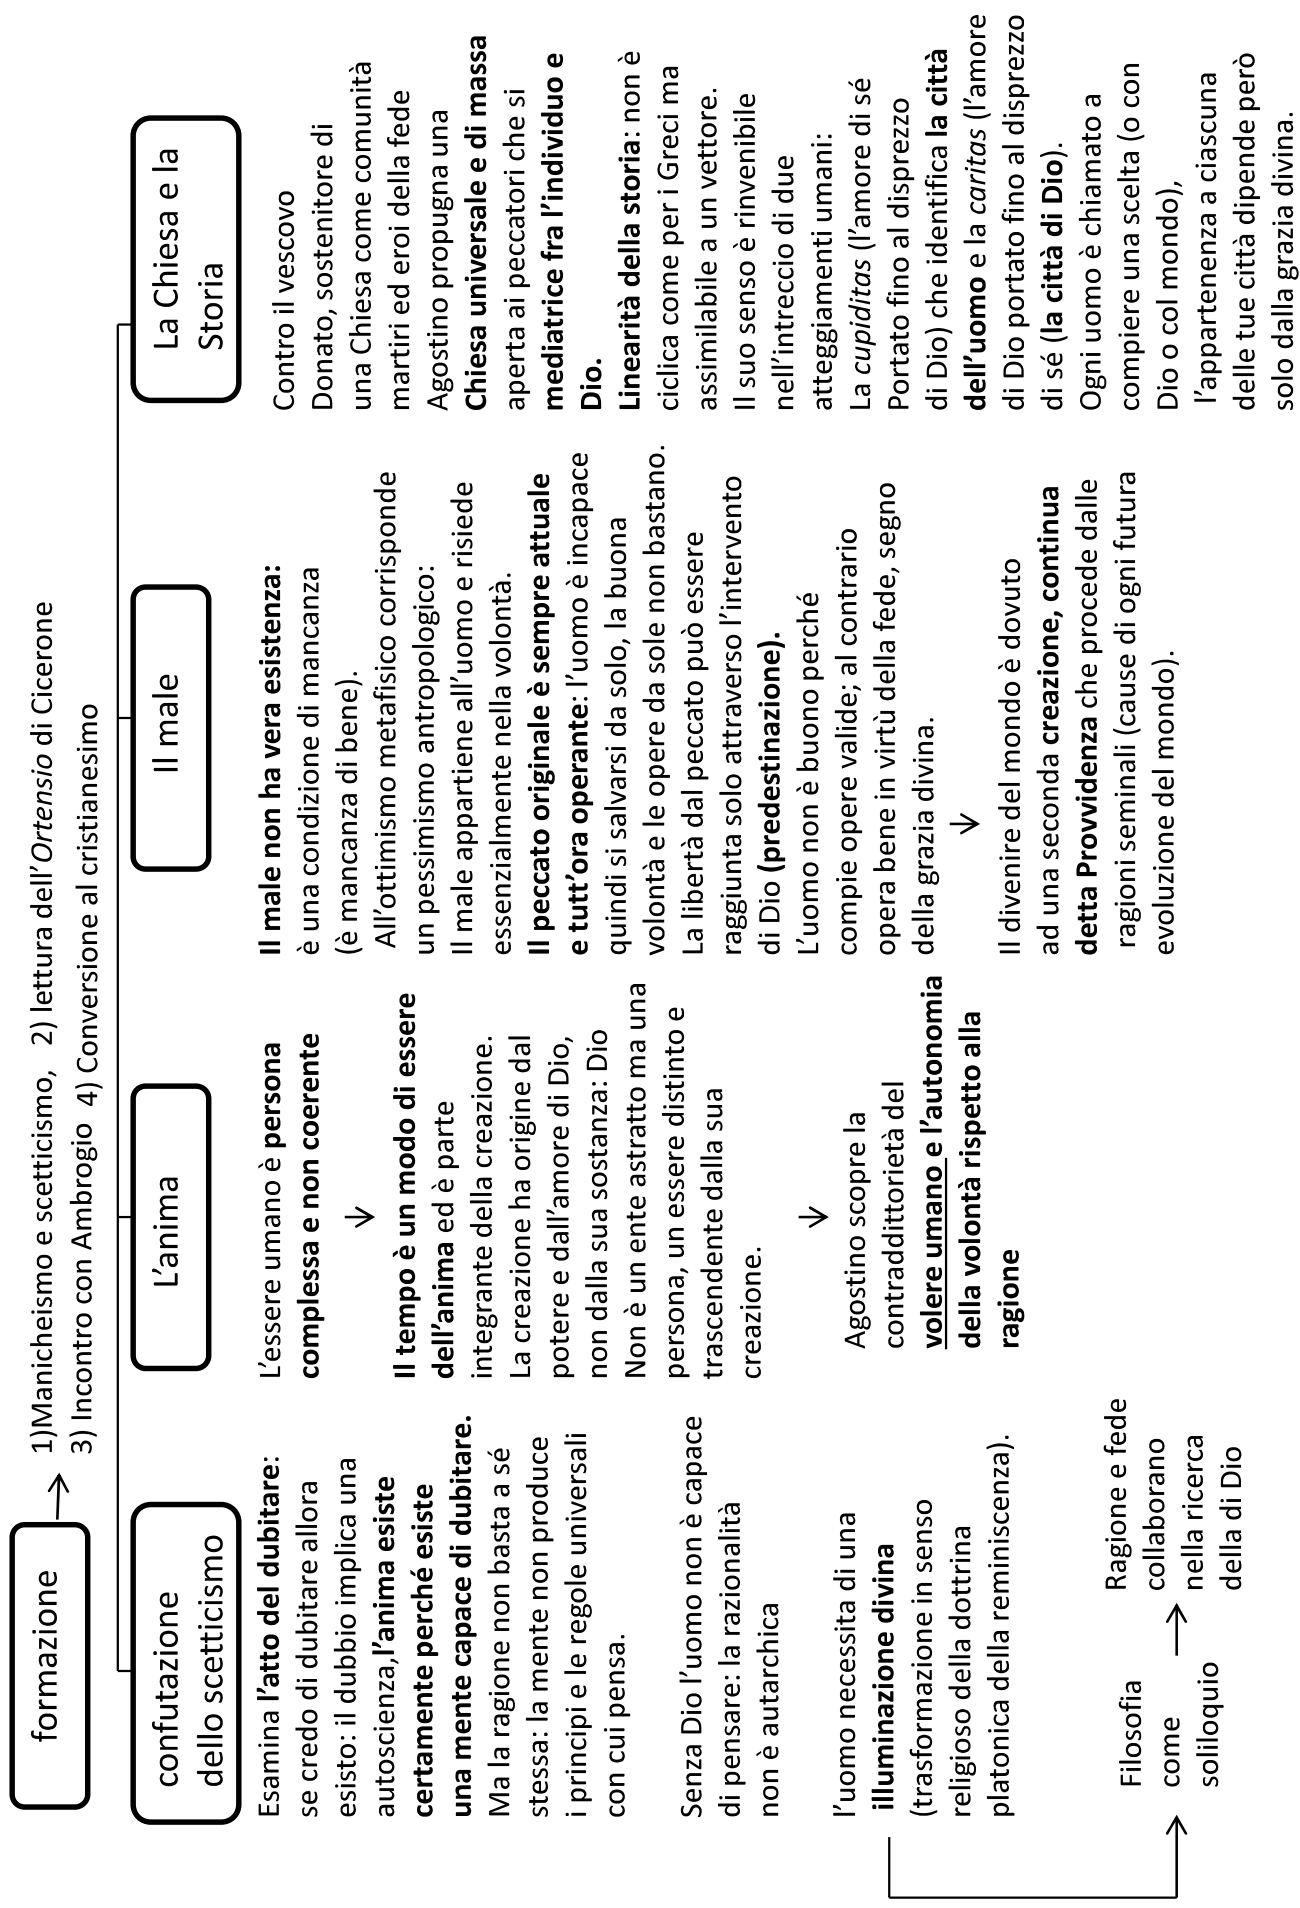 formazione
1)Manicheismo e scetticismo, 2) lettura dell'Ortensio di Cicerone
3) Incontro con Ambrogio 4) Conversione al cristianesimo
confutazione
dello scetticismo
Esamina l'atto del dubitare:
se credo di dubitare allora
esisto: il dubbio implica una
autoscienza,l'anima esiste
certamente perché esiste
una mente capace di dubitare.
Ma la ragione non basta a sé
stessa: la mente non produce
i principi e le regole universali
con cui pensa.
Senza Dio l'uomo non è capace
di pensare: la razionalità
non è autarchica
l'uomo necessita di una
illuminazione divina
(trasformazione in senso
religioso della dottrina
platonica della reminiscenza).
Filosofia
come
soliloquio
Ragione e fede
collaborano
nella ricerca
della di Dio
L'anima
L'essere umano è persona
complessa e non coerente
Il tempo è un modo di essere
dell'anima ed è parte
integrante della creazione.
La creazione ha origine dal
potere e dall'amore di Dio,
non dalla sua sostanza: Dio
Non è un ente astratto ma una
persona, un essere distinto e
trascendente dalla sua
creazione.
Agostino scopre la
contraddittorietà del
volere umano e l'autonomia
della volontà rispetto alla
ragione
Il male
Il male non ha vera esistenza:
è una condizione di mancanza
(è mancanza di bene).
All'ottimismo metafisico corrisponde
un pessimismo antropologico:
Il male appartiene all'uomo e risiede
essenzialmente nella volontà.
Il peccato originale è sempre attuale
e tutt'ora operante: l'uomo è incapace
quindi si salvarsi da solo, la buona
volontà e le opere da sole non bastano.
La libertà dal peccato può essere
raggiunta solo attraverso l'intervento
di Dio (predestinazione).
L'uomo non è buono perché
compie opere valide; al contrario
opera bene in virtù della fede, segno
della grazia divina.
Il divenire del mondo è dovuto
ad una seconda creazione, continua
detta Provvidenza che procede dalle
ragioni seminali (cause di ogni futura
evoluzione del mondo).
La Chiesa e la
Storia
Contro il vescovo
Donato, sostenitore di
una Chiesa come comunità
martiri ed eroi della fede
Agostino propugna una
Chiesa universale e di massa
aperta ai peccatori che si
mediatrice fra l'individuo e
Dio.
Linearità della storia: non è
ciclica come per i Greci ma
assimilabile a un vettore.
Il suo senso è rinvenibile
nell'intreccio di due
atteggiamenti umani:
La cupiditas (l'amore di sé
Portato fino al disprezzo
di Dio) che identifica la città
dell'uomo e la caritas (l'amore
di Dio portato fino al disprezzo
di sé (la città di Dio).
Ogni uomo è chiamato a
compiere una scelta (o con
Dio o col mondo),
l'appartenenza a ciascuna
delle tue città dipende però
solo dalla grazia divina.